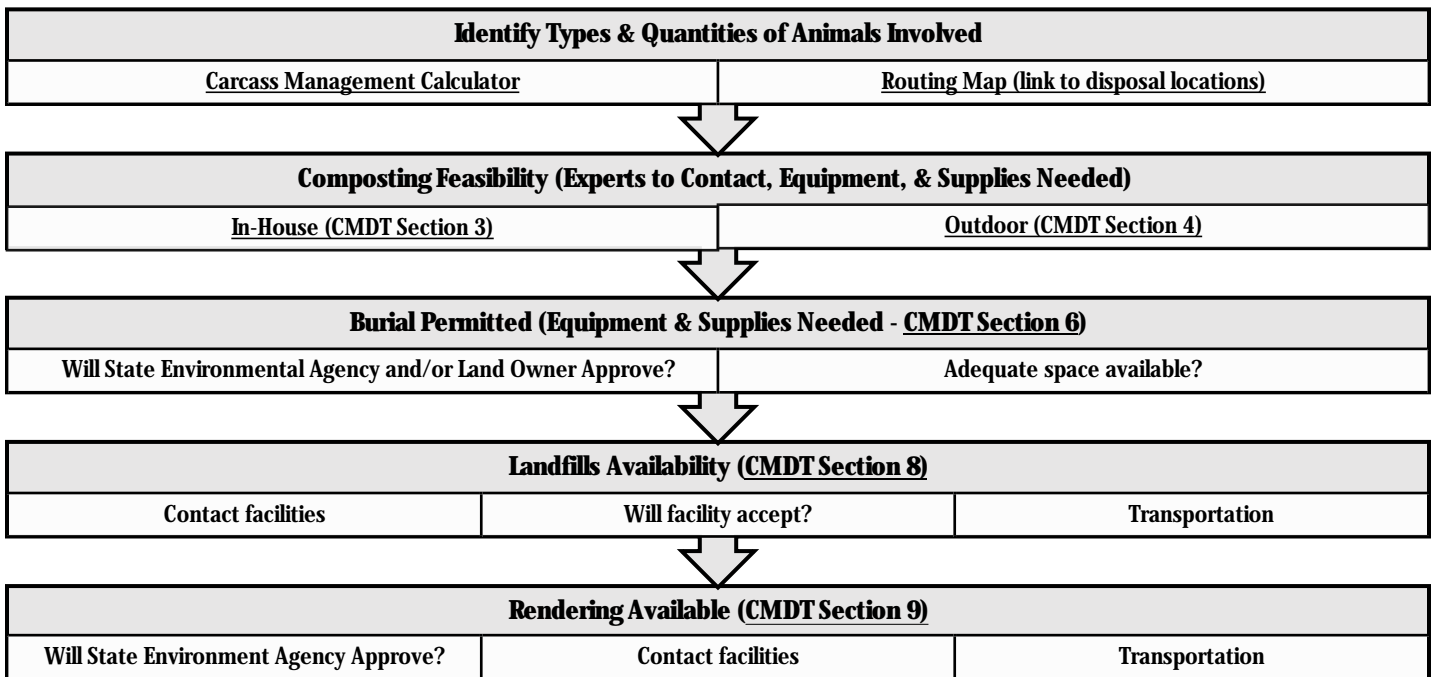 Identify Types & Quantities of Animals Involved
Carcass Management Calculator
Routing Map (link to disposal locations)
Composting Feasibility (Experts to Contact, Equipment, & Supplies Needed)
In-House (CMDT Section 3)
Outdoor (CMDT Section 4)
Burial Permitted (Equipment & Supplies Needed - CMDT Section 6)
Will State Environmental Agency and/or Land Owner Approve?
Adequate space available?
Landfills Availability (CMDT Section 8)
Contact facilities
Will facility accept?
Transportation
Rendering Available (CMDT Section 9)
Will State Environment Agency Approve?
Contact facilities
Transportation